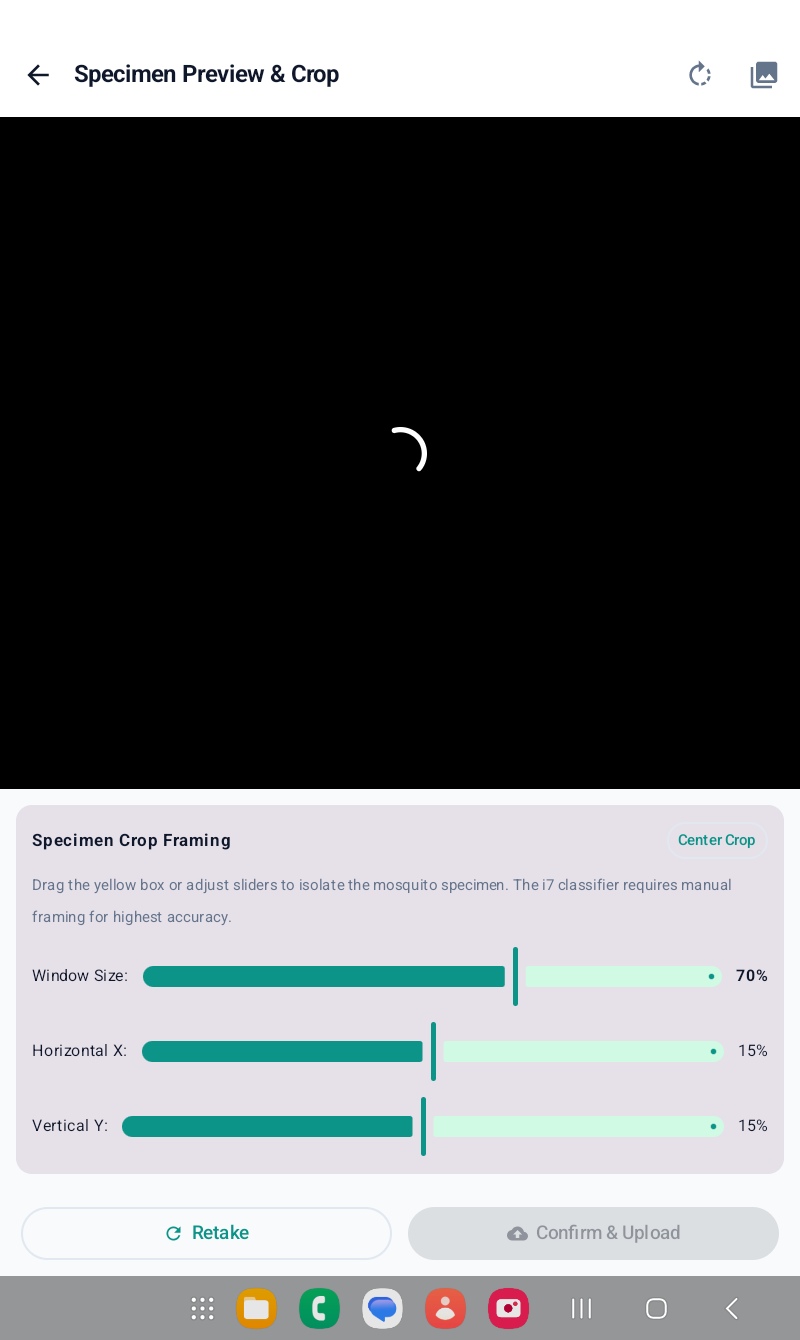 Specimen Preview & Crop
Specimen Crop Framing
Center Crop
Drag the yellow box or adjust sliders to isolate the mosquito specimen. The i7 classifier requires manual
framing for highest accuracy.
Window Size: 70%
Horizontal X: 15%
Vertical Y: 15%
Retake
Confirm & Upload